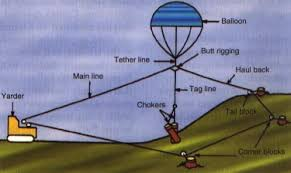 Balloon
Butt rigging
Tether line
Haul back
Main line
Yarder
Tag line
Chokers
Tail block
Corner blocks